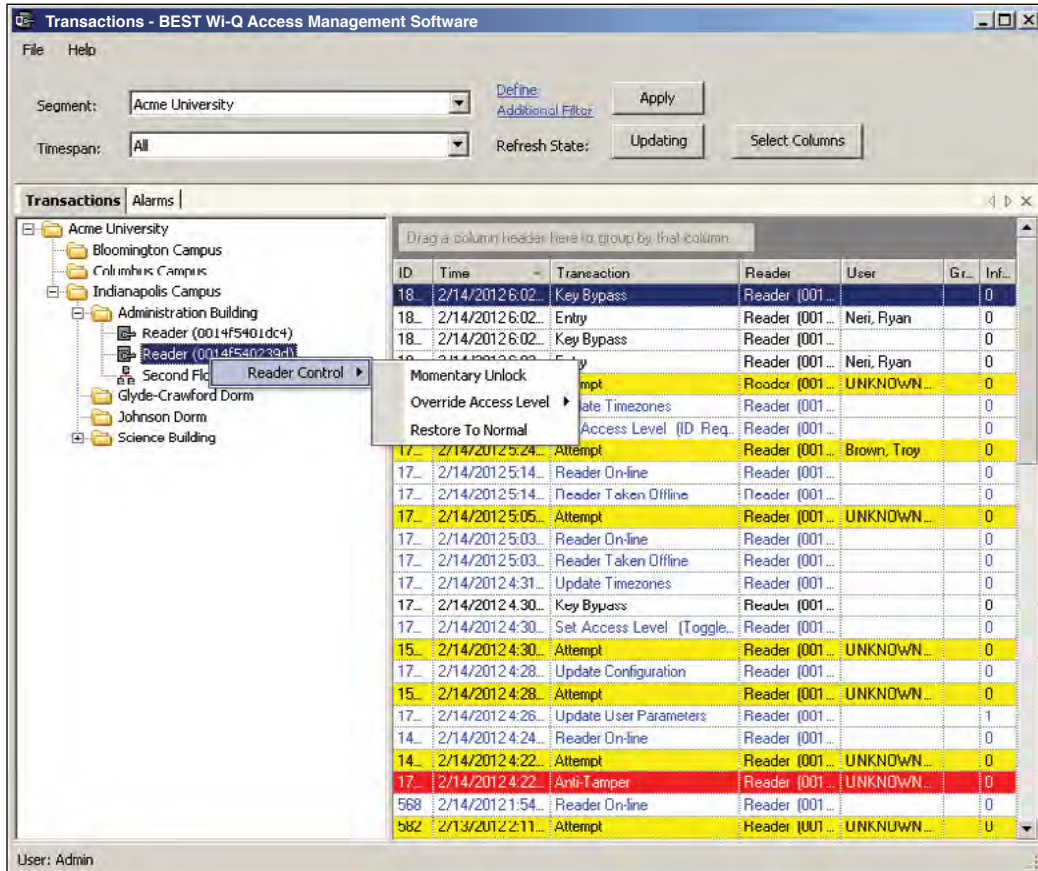 Transactions - BEST Wi-Q Access Management Software
File Help
Segment: Acme University Define Additional Filter Apply
Timespan: All Refresh State: Updating Select Columns
Transactions Alarms
Acme University
Bloomington Campus
Columbus Campus
Indianapolis Campus
Administration Building
Reader (0014f5401dc4)
Reader (0014f540239d)
Second Flo
Glyde-Crawford Dorm
Johnson Dorm
Science Building
Reader Control
Momentary Unlock
Override Access Level
Restore To Normal
Drag a column header here to group by that column
ID Time Transaction Reader User Gr... Inf...
18... 2/14/2012 6:02... Key Bypass Reader (001... 0
18... 2/14/2012 6:02... Entry Reader (001... Neri, Ryan 0
18... 2/14/2012 6:02... Key Bypass Reader (001... 0
Reader (001... Neri, Ryan 0
mpt Reader (001... UNKNOWN... 0
ate Timezones Reader (001... 0
Access Level (ID Req... Reader (001... 0
17... 2/14/2012 5:24... Attempt Reader (001... Brown, Troy 0
17... 2/14/2012 5:14... Reader On-line Reader (001... 0
17... 2/14/2012 5:14... Reader Taken Offline Reader (001... 0
17... 2/14/2012 5:05... Attempt Reader (001... UNKNOWN... 0
17... 2/14/2012 5:03... Reader On-line Reader (001... 0
17... 2/14/2012 5:03... Reader Taken Offline Reader (001... 0
17... 2/14/2012 4:31... Update Timezones Reader (001... 0
17... 2/14/2012 4:30... Key Bypass Reader (001... 0
17... 2/14/2012 4:30... Set Access Level (Toggle... Reader (001... 0
15... 2/14/2012 4:30... Attempt Reader (001... UNKNOWN... 0
17... 2/14/2012 4:28... Update Configuration Reader (001... 0
15... 2/14/2012 4:28... Attempt Reader (001... UNKNOWN... 0
17... 2/14/2012 4:26... Update User Parameters Reader (001... 1
14... 2/14/2012 4:24... Reader On-line Reader (001... 0
14... 2/14/2012 4:22... Attempt Reader (001... UNKNOWN... 0
17... 2/14/2012 4:22... Anti-Tamper Reader (001... UNKNOWN... 0
568 2/14/2012 1:54... Reader On-line Reader (001... 0
582 2/13/2012 2:11... Attempt Reader (001... UNKNOWN... 0
User: Admin